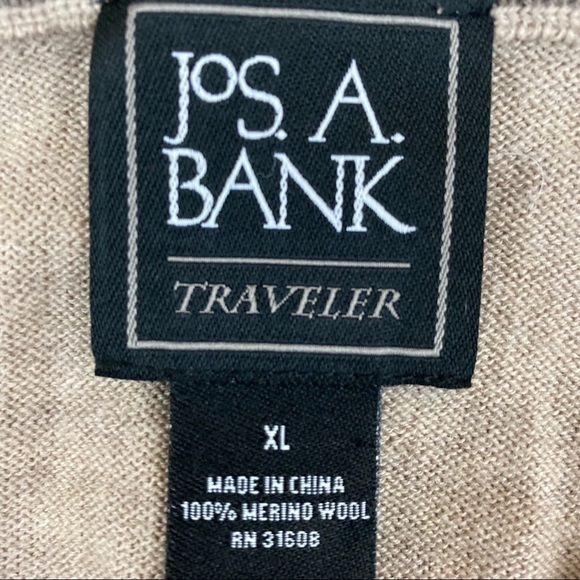 JOS. A.
BANK
TRAVELER
XL
MADE IN CHINA
100% MERINO WOOL
RN 31608